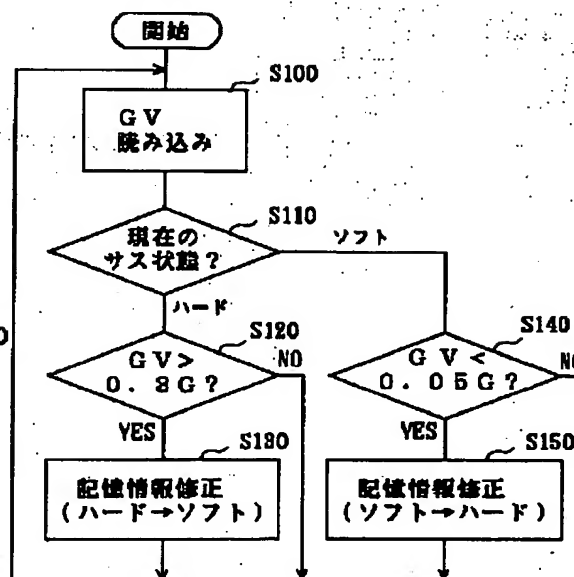 開始
S100
GV
読み込み
S110
現在の
サス状態?
ソフト
ハード
S120
GV>
0.3G?
NO
YES
S140
GV<
0.05G?
YES
S130
記憶情報修正
(ハード→ソフト)
S150
記憶情報修正
(ソフト→ハード)